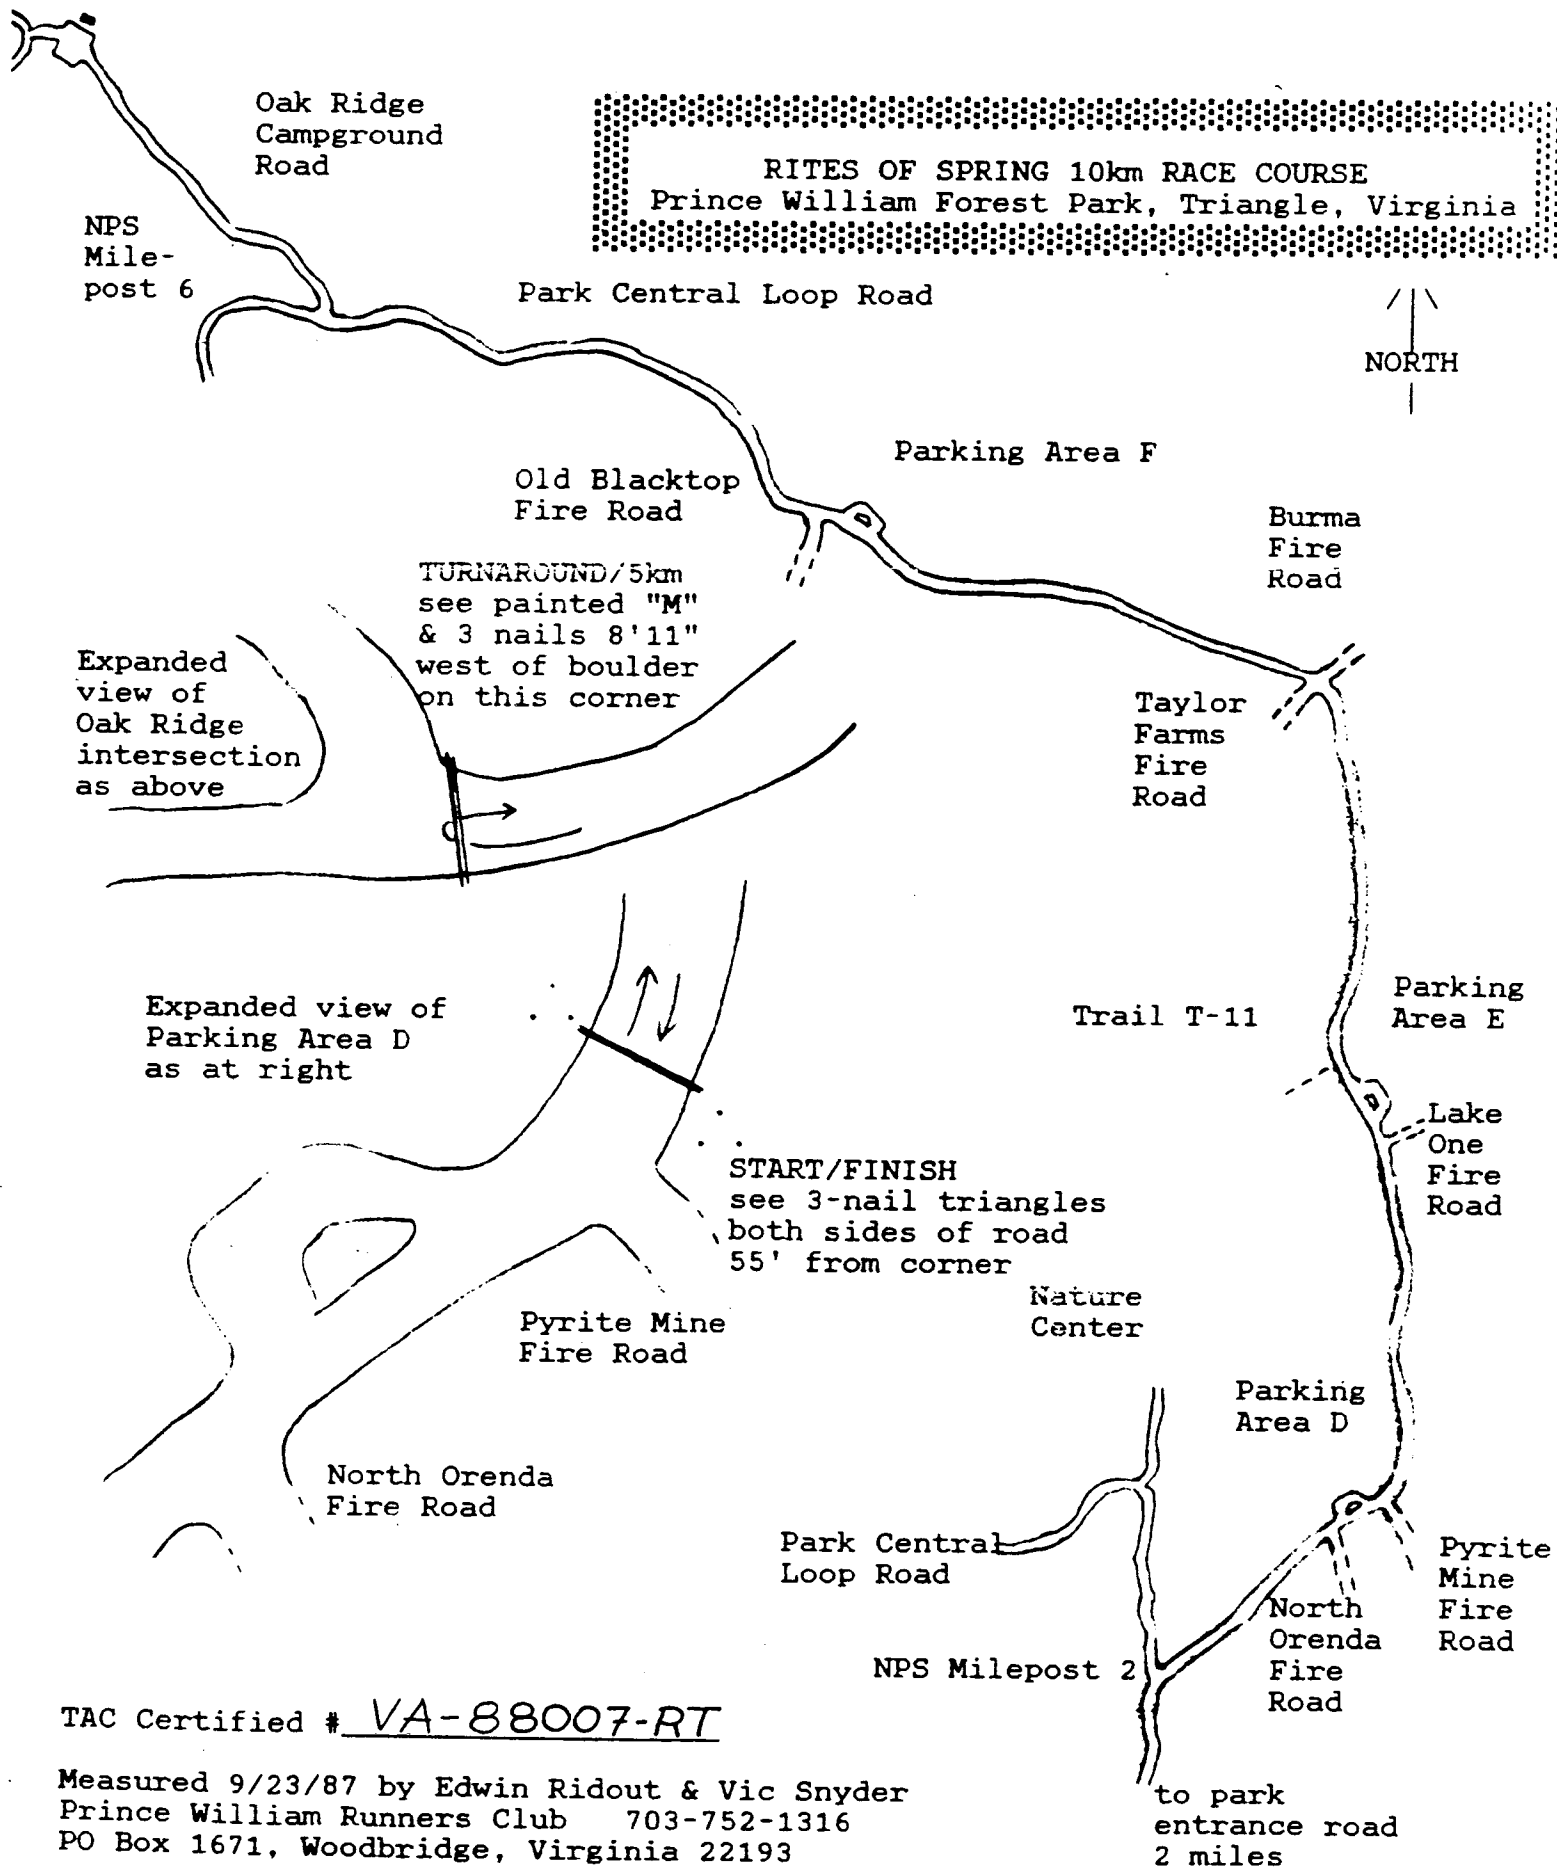 Oak Ridge
Campground
Road
RITES OF SPRING 10km RACE COURSE
Prince William Forest Park, Triangle, Virginia
NPS
Mile-
post 6
Park Central Loop Road
NORTH
Parking Area F
Old Blacktop
Fire Road
Burma
Fire
Road
TURNAROUND/5km
see painted "M"
& 3 nails 8'11"
west of boulder
on this corner
Expanded
view of
Oak Ridge
intersection
as above
Taylor
Farms
Fire
Road
Expanded view of
Parking Area D
as at right
Trail T-11
Parking
Area E
Lake
One
Fire
Road
START/FINISH
see 3-nail triangles
both sides of road
55' from corner
Nature
Center
Pyrite Mine
Fire Road
Parking
Area D
North Orenda
Fire Road
Park Central
Loop Road
Pyrite
Mine
Fire
Road
North
Orenda
Fire
Road
NPS Milepost 2
TAC Certified # VA-88007-RT
Measured 9/23/87 by Edwin Ridout & Vic Snyder
Prince William Runners Club 703-752-1316
PO Box 1671, Woodbridge, Virginia 22193
to park
entrance road
2 miles